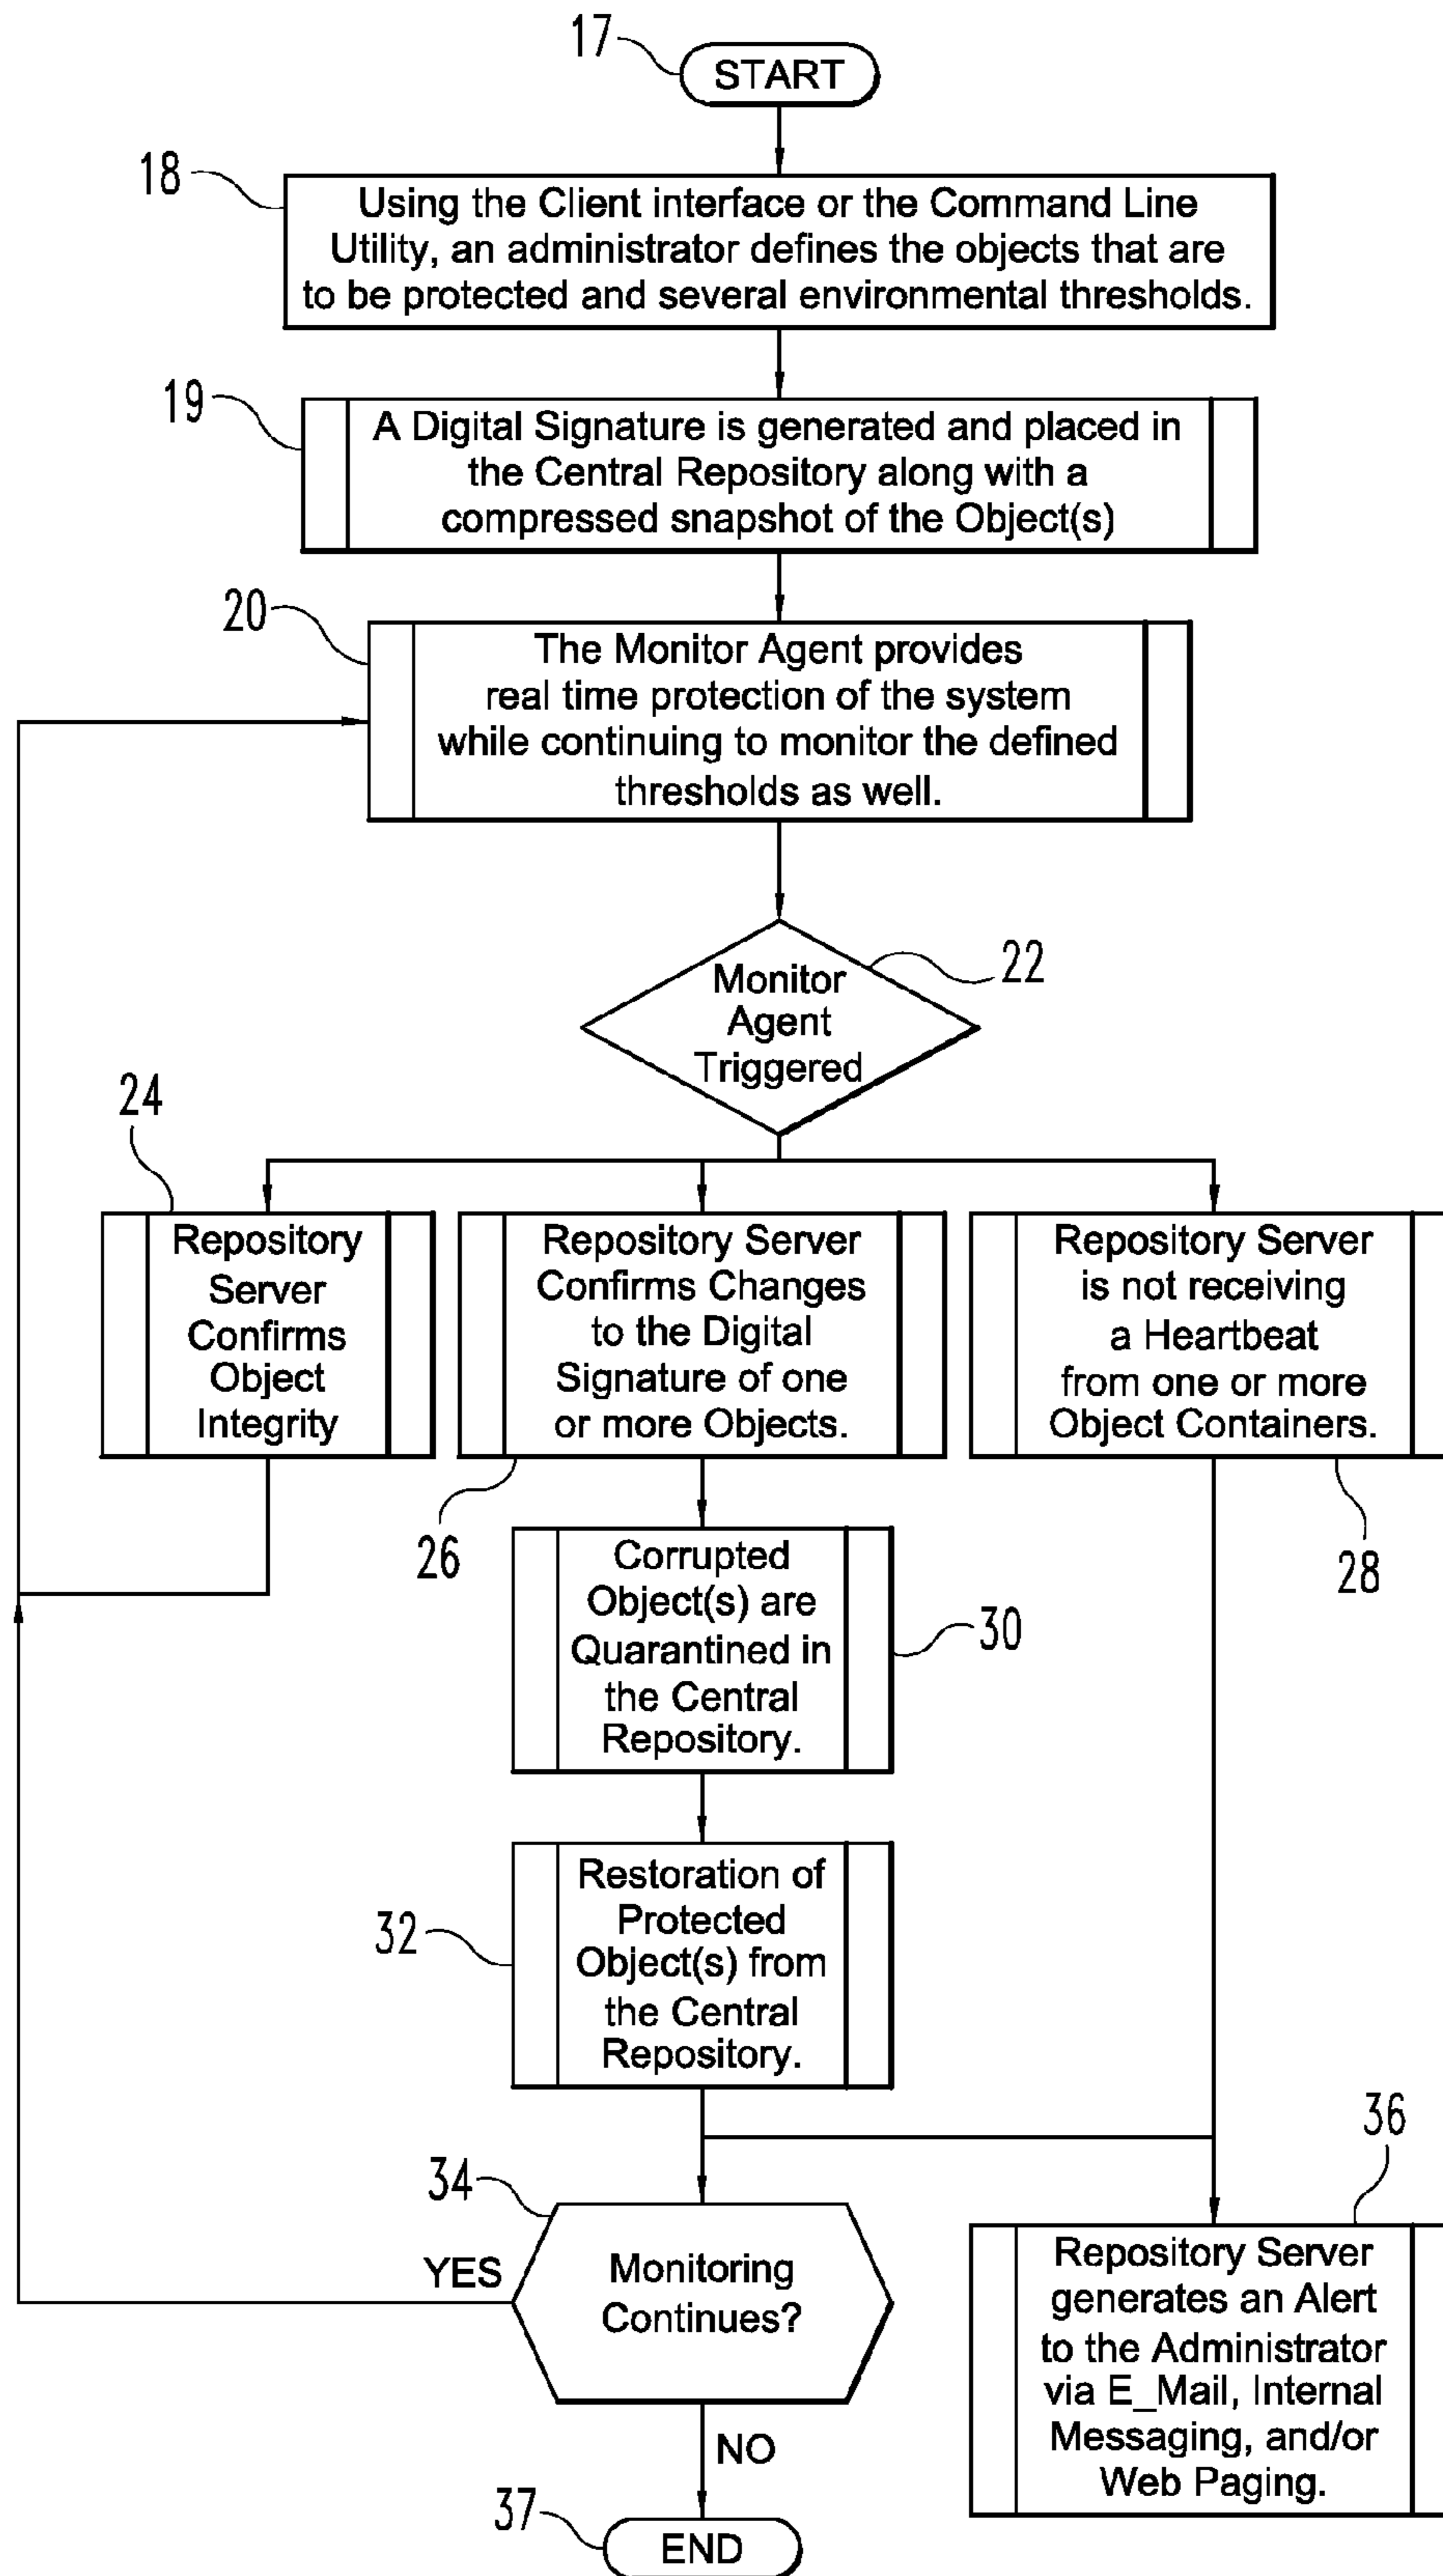 17
START
18
Using the Client interface or the Command Line
Utility, an administrator defines the objects that are
to be protected and several environmental thresholds.
19
A Digital Signature is generated and placed in
the Central Repository along with a
compressed snapshot of the Object(s)
20
The Monitor Agent provides
real time protection of the system
while continuing to monitor the defined
thresholds as well.
22
Monitor
Agent
Triggered
24
Repository
Server
Confirms
Object
Integrity
Repository Server
Confirms Changes
to the Digital
Signature of one
or more Objects.
26
Repository Server
is not receiving
a Heartbeat
from one or more
Object Containers.
28
Corrupted
Object(s) are
Quarantined in
the Central
Repository.
30
32
Restoration of
Protected
Object(s) from
the Central
Repository.
34
YES
Monitoring
Continues?
NO
36
Repository Server
generates an Alert
to the Administrator
via E_Mail, Internal
Messaging, and/or
Web Paging.
37
END